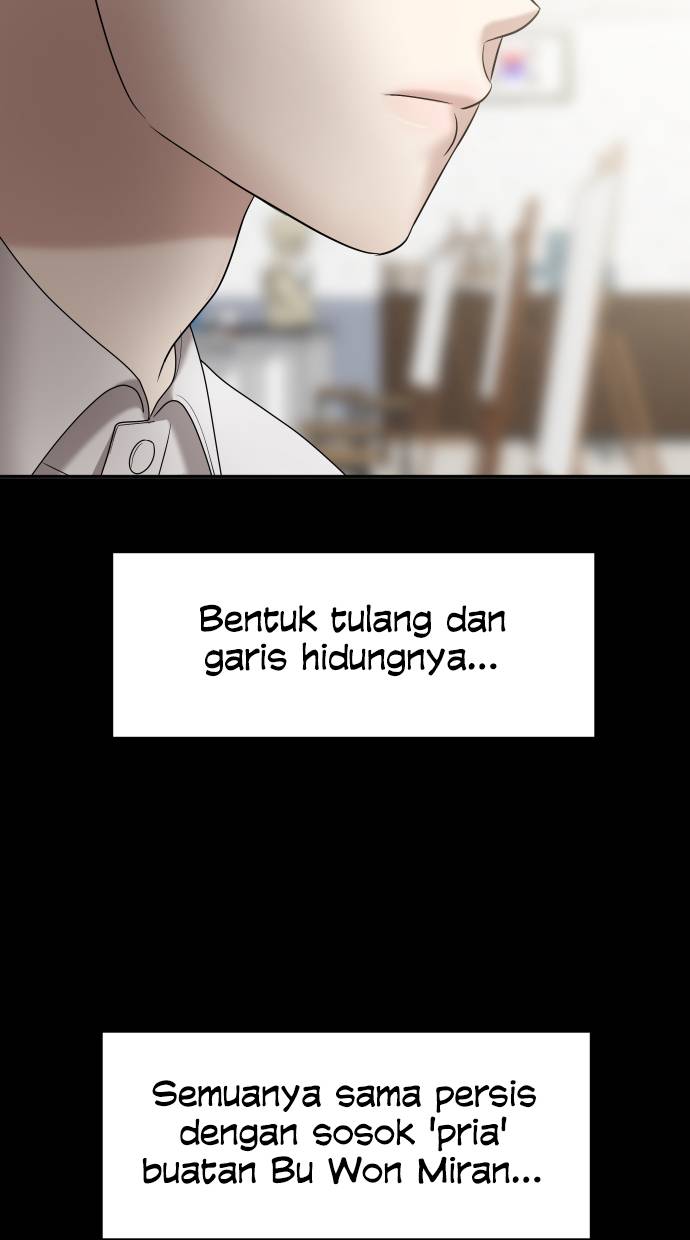 Bentuk tulang dan
garis hidungnya...
Semuanya sama persis
dengan sosok 'pria'
buatan Bu Won Miran...